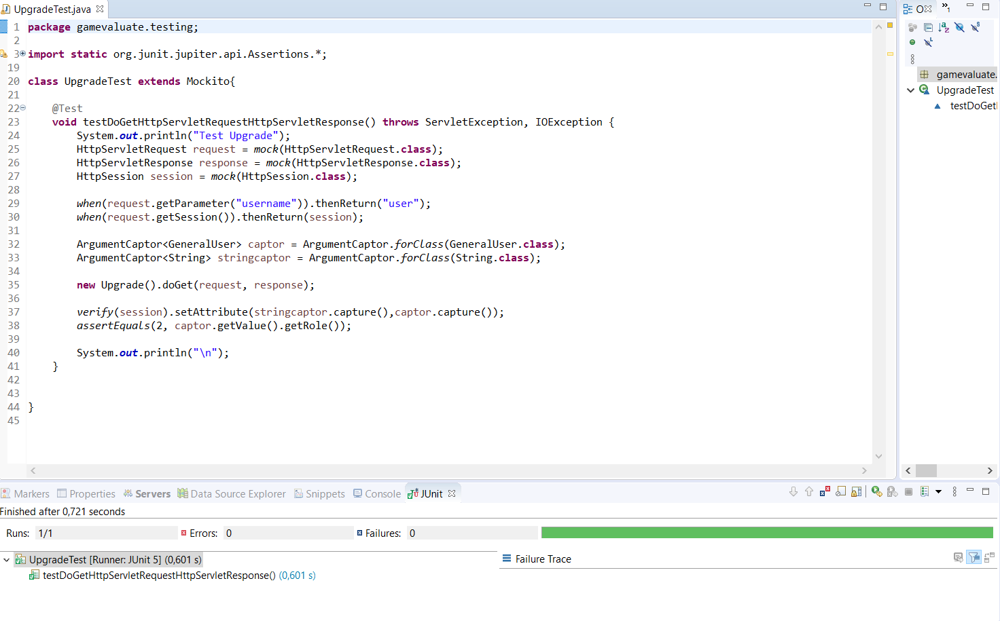 UpgradeTest.java
1 package gamevaluate.testing;
2
3 import static org.junit.jupiter.api.Assertions.*;
19
20 class UpgradeTest extends Mockito{
21
22 @Test
23 void testDoGetHttpServletRequestHttpServletResponse() throws ServletException, IOException {
24 System.out.println("Test Upgrade");
25 HttpServletRequest request = mock(HttpServletRequest.class);
26 HttpServletResponse response = mock(HttpServletResponse.class);
27 HttpSession session = mock(HttpSession.class);
28
29 when(request.getParameter("username")).thenReturn("user");
30 when(request.getSession()).thenReturn(session);
31
32 ArgumentCaptor<GeneralUser> captor = ArgumentCaptor.forClass(GeneralUser.class);
33 ArgumentCaptor<String> stringcaptor = ArgumentCaptor.forClass(String.class);
34
35 new Upgrade().doGet(request, response);
36
37 verify(session).setAttribute(stringcaptor.capture(),captor.capture());
38 assertEquals(2, captor.getValue().getRole());
39
40 System.out.println("\n");
41 }
42
43
44 }
45
O
gamevaluate.
UpgradeTest
testDoGet
Markers Properties Servers Data Source Explorer Snippets Console JUnit
Finished after 0,721 seconds
Runs: 1/1 Errors: 0 Failures: 0
UpgradeTest [Runner: JUnit 5] (0,601 s)
Failure Trace
testDoGetHttpServletRequestHttpServletResponse() (0,601 s)